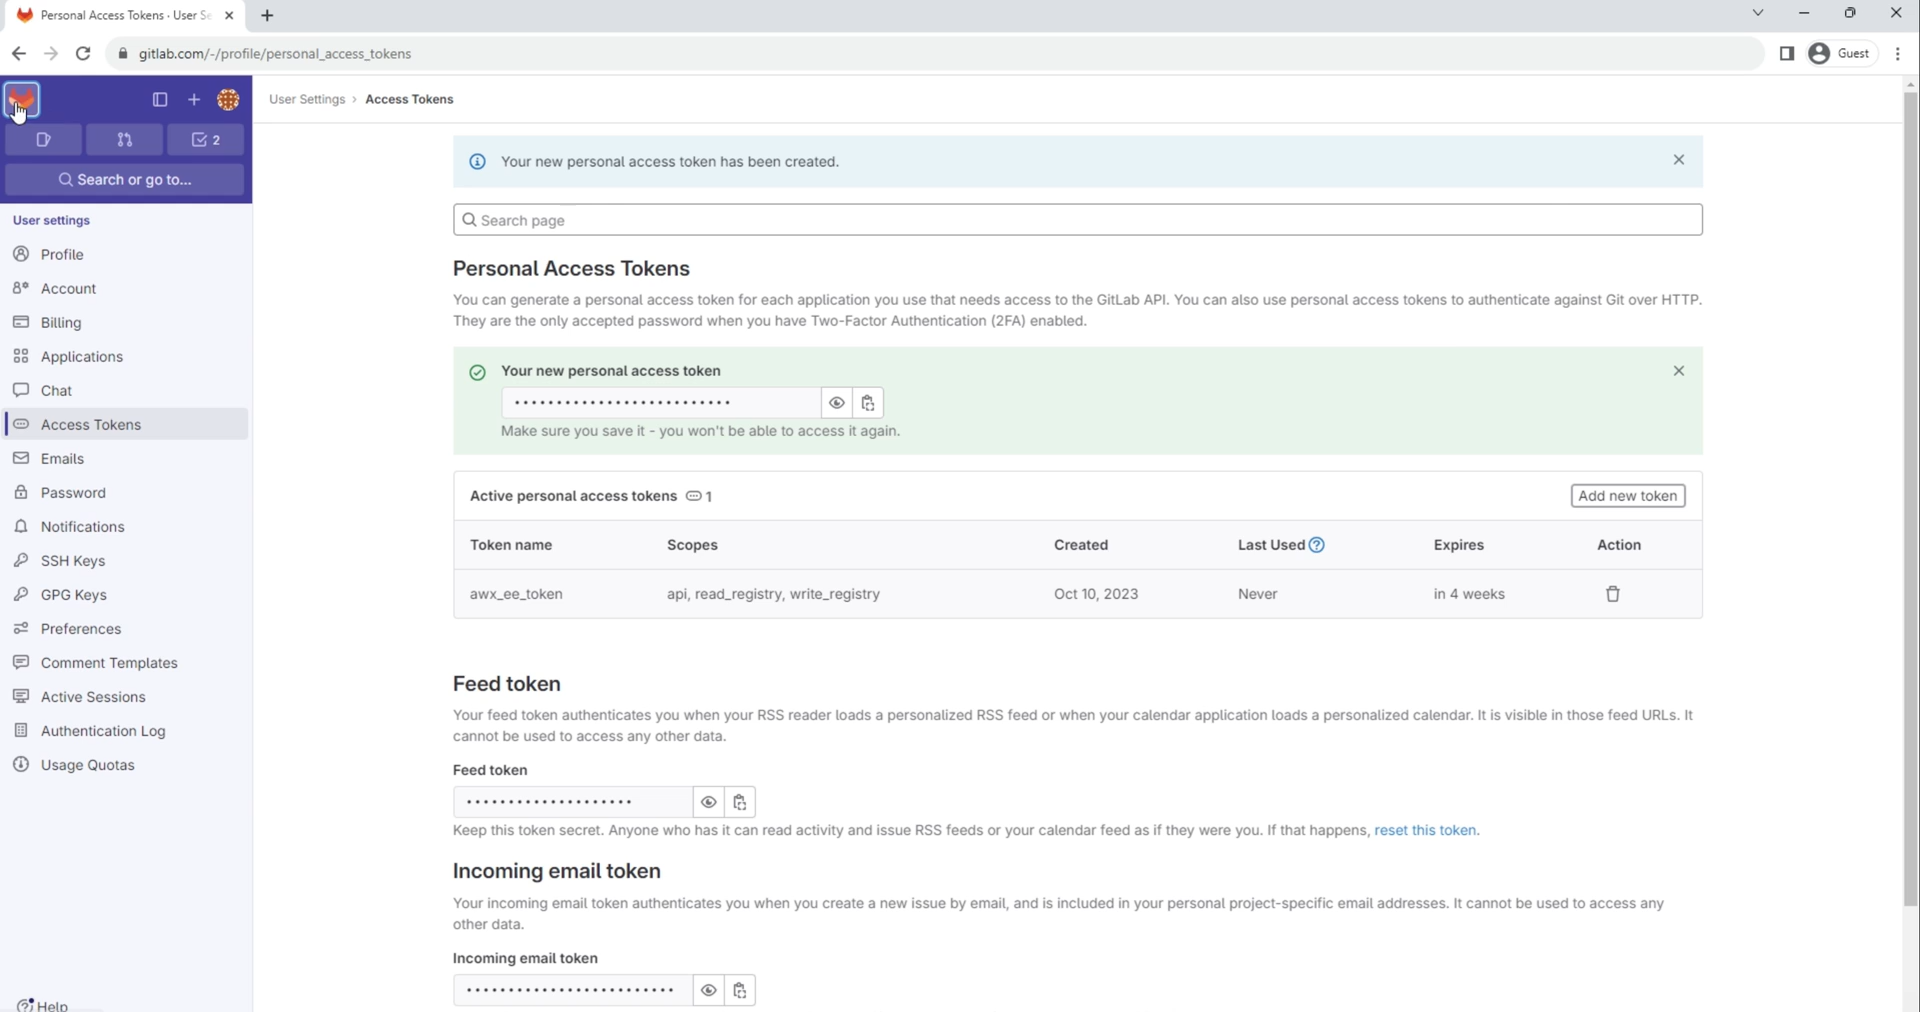 Personal Access Tokens · User Se
gitlab.com/-/profile/personal_access_tokens
Guest
2
Search or go to...
User settings
Profile
Account
Billing
Applications
Chat
Access Tokens
Emails
Password
Notifications
SSH Keys
GPG Keys
Preferences
Comment Templates
Active Sessions
Authentication Log
Usage Quotas
Help
User Settings › Access Tokens
Your new personal access token has been created.
Search page
Personal Access Tokens
You can generate a personal access token for each application you use that needs access to the GitLab API. You can also use personal access tokens to authenticate against Git over HTTP.
They are the only accepted password when you have Two-Factor Authentication (2FA) enabled.
Your new personal access token
Make sure you save it - you won't be able to access it again.
Active personal access tokens 1
Add new token
Token name Scopes Created Last Used Expires Action
awx_ee_token api, read_registry, write_registry Oct 10, 2023 Never in 4 weeks
Feed token
Your feed token authenticates you when your RSS reader loads a personalized RSS feed or when your calendar application loads a personalized calendar. It is visible in those feed URLs. It
cannot be used to access any other data.
Feed token
Keep this token secret. Anyone who has it can read activity and issue RSS feeds or your calendar feed as if they were you. If that happens, reset this token.
Incoming email token
Your incoming email token authenticates you when you create a new issue by email, and is included in your personal project-specific email addresses. It cannot be used to access any
other data.
Incoming email token